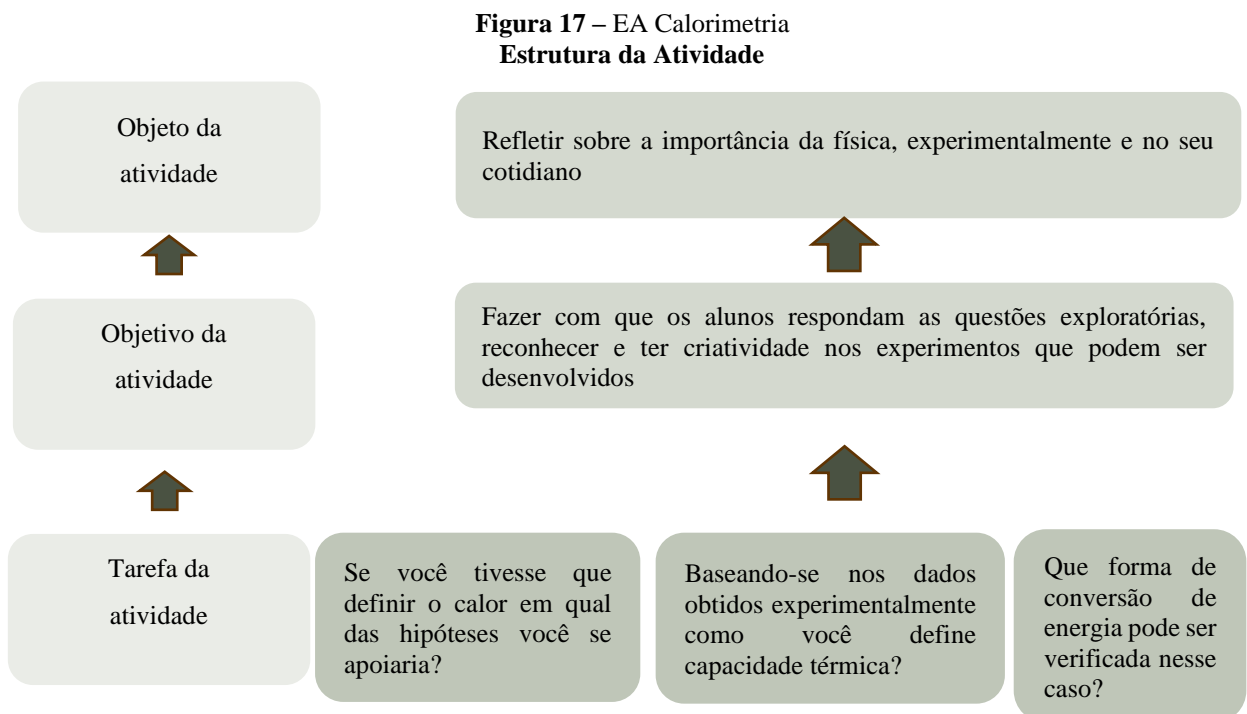 Figura 17 – EA Calorimetria
Estrutura da Atividade
Objeto da
atividade
Refletir sobre a importância da física, experimentalmente e no seu
cotidiano
Objetivo da
atividade
Fazer com que os alunos respondam as questões exploratórias,
reconhecer e ter criatividade nos experimentos que podem ser
desenvolvidos
Tarefa da
atividade
Se você tivesse que
definir o calor em qual
das hipóteses você se
apoiaria?
Baseando-se nos dados
obtidos experimentalmente
como você define
capacidade térmica?
Que forma de
conversão de
energia pode ser
verificada nesse
caso?